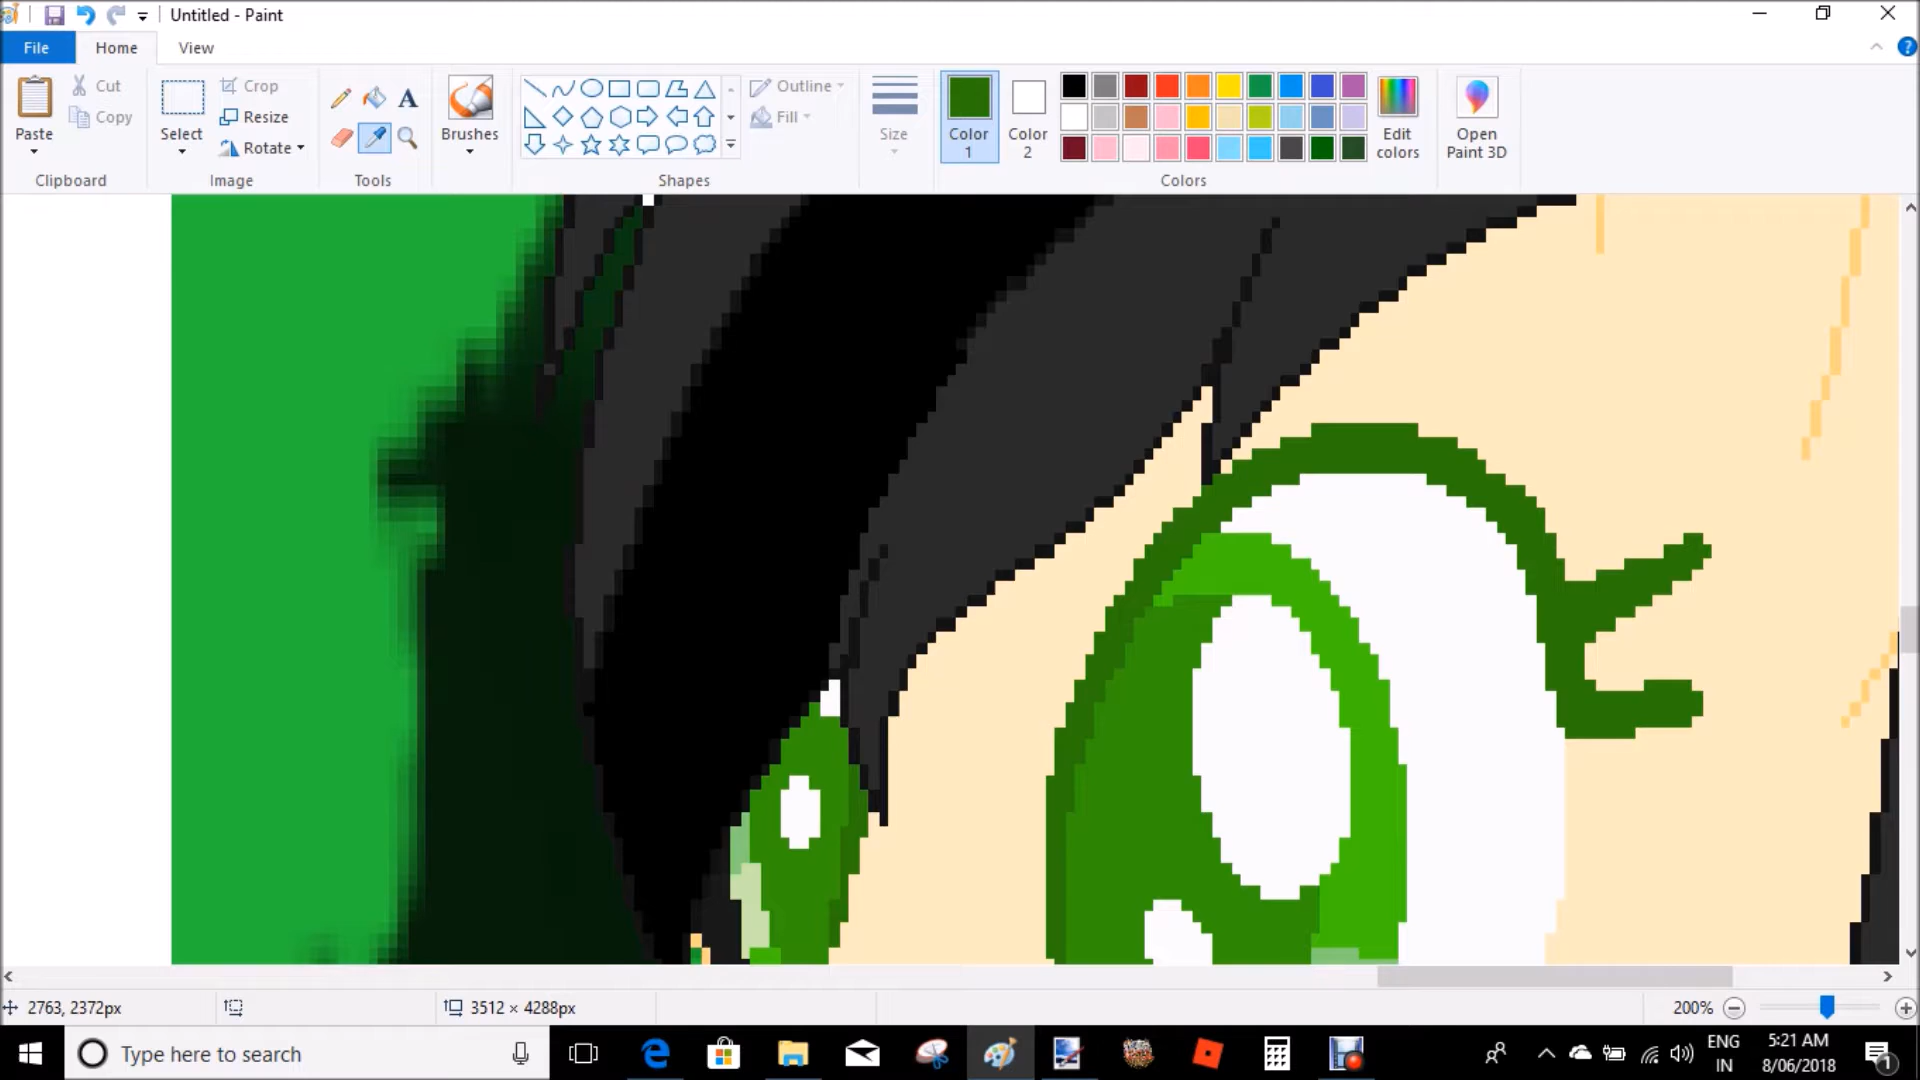 Untitled - Paint
File Home View
Paste Cut Copy
Clipboard
Select Crop Resize Rotate
Image
A
Tools
Brushes
Shapes
Outline Fill
Size
Color 1
Color 2
Edit colors
Colors
Open Paint 3D
2763, 2372px
3512 × 4288px
200%
Type here to search
ENG
IN
5:21 AM
8/06/2018
1